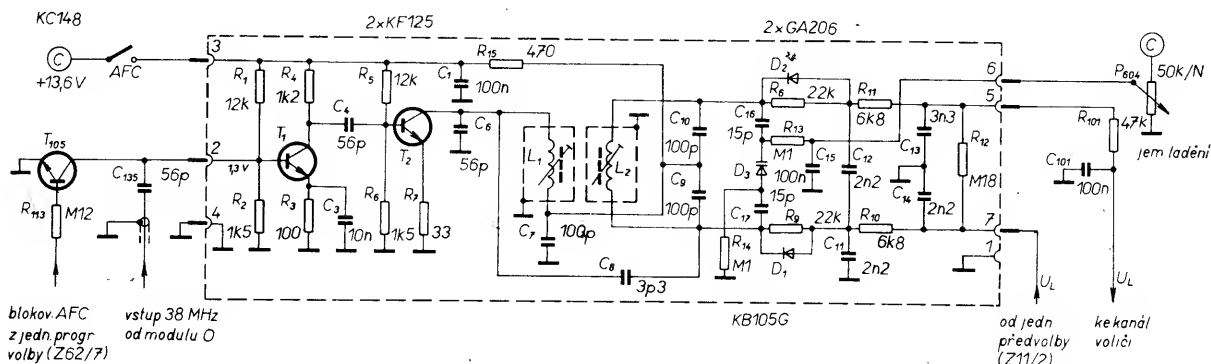 KC148
2xKF125
2xGA206
C
+13,6V
AFC
3
R1
12k
R4
1k2
R5
12k
C1
100n
R15
470
D2
6
5
C
P604
50k/N
R6
22k
R11
6k8
C4
56p
T1
T2
C6
56p
C10
100p
C16
15p
R13
M1
3n3
C13
R12
M18
R101
47k
jem ladění
T105
C135
56p
2
1,3 V
L1
L2
D3
C15
100n
C12
2n2
C9
100p
C101
100n
R113
M12
4
R2
1k5
R3
100
C3
10n
R6
1k5
R7
33
C7
100p
C17
15p
R9
22k
R10
6k8
C14
2n2
7
1
C8
3p3
R14
M1
D1
C11
2n2
UL
UL
KB105G
blokov. AFC
z jedn. progr
volby (Z62/7)
vstup 38 MHz
od modulu O
od jedn
předvolby
(Z11/2)
ke kanál
voliči